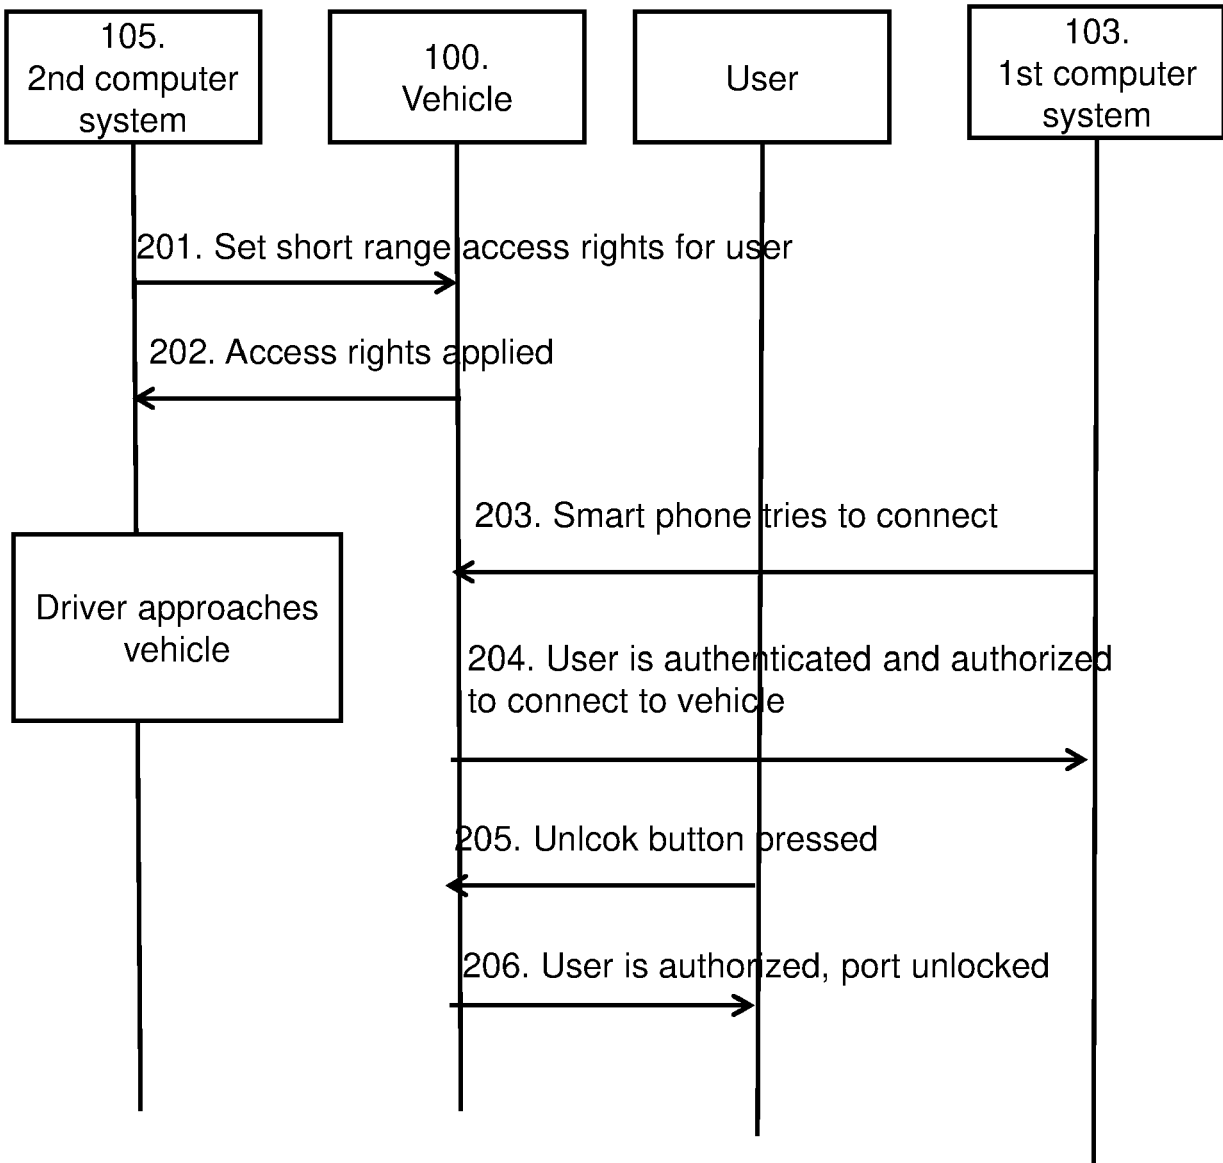 105.
2nd computer
system
100.
Vehicle
User
103.
1st computer
system
201. Set short range access rights for user
202. Access rights applied
203. Smart phone tries to connect
Driver approaches
vehicle
204. User is authenticated and authorized
to connect to vehicle
205. Unlcok button pressed
206. User is authorized, port unlocked